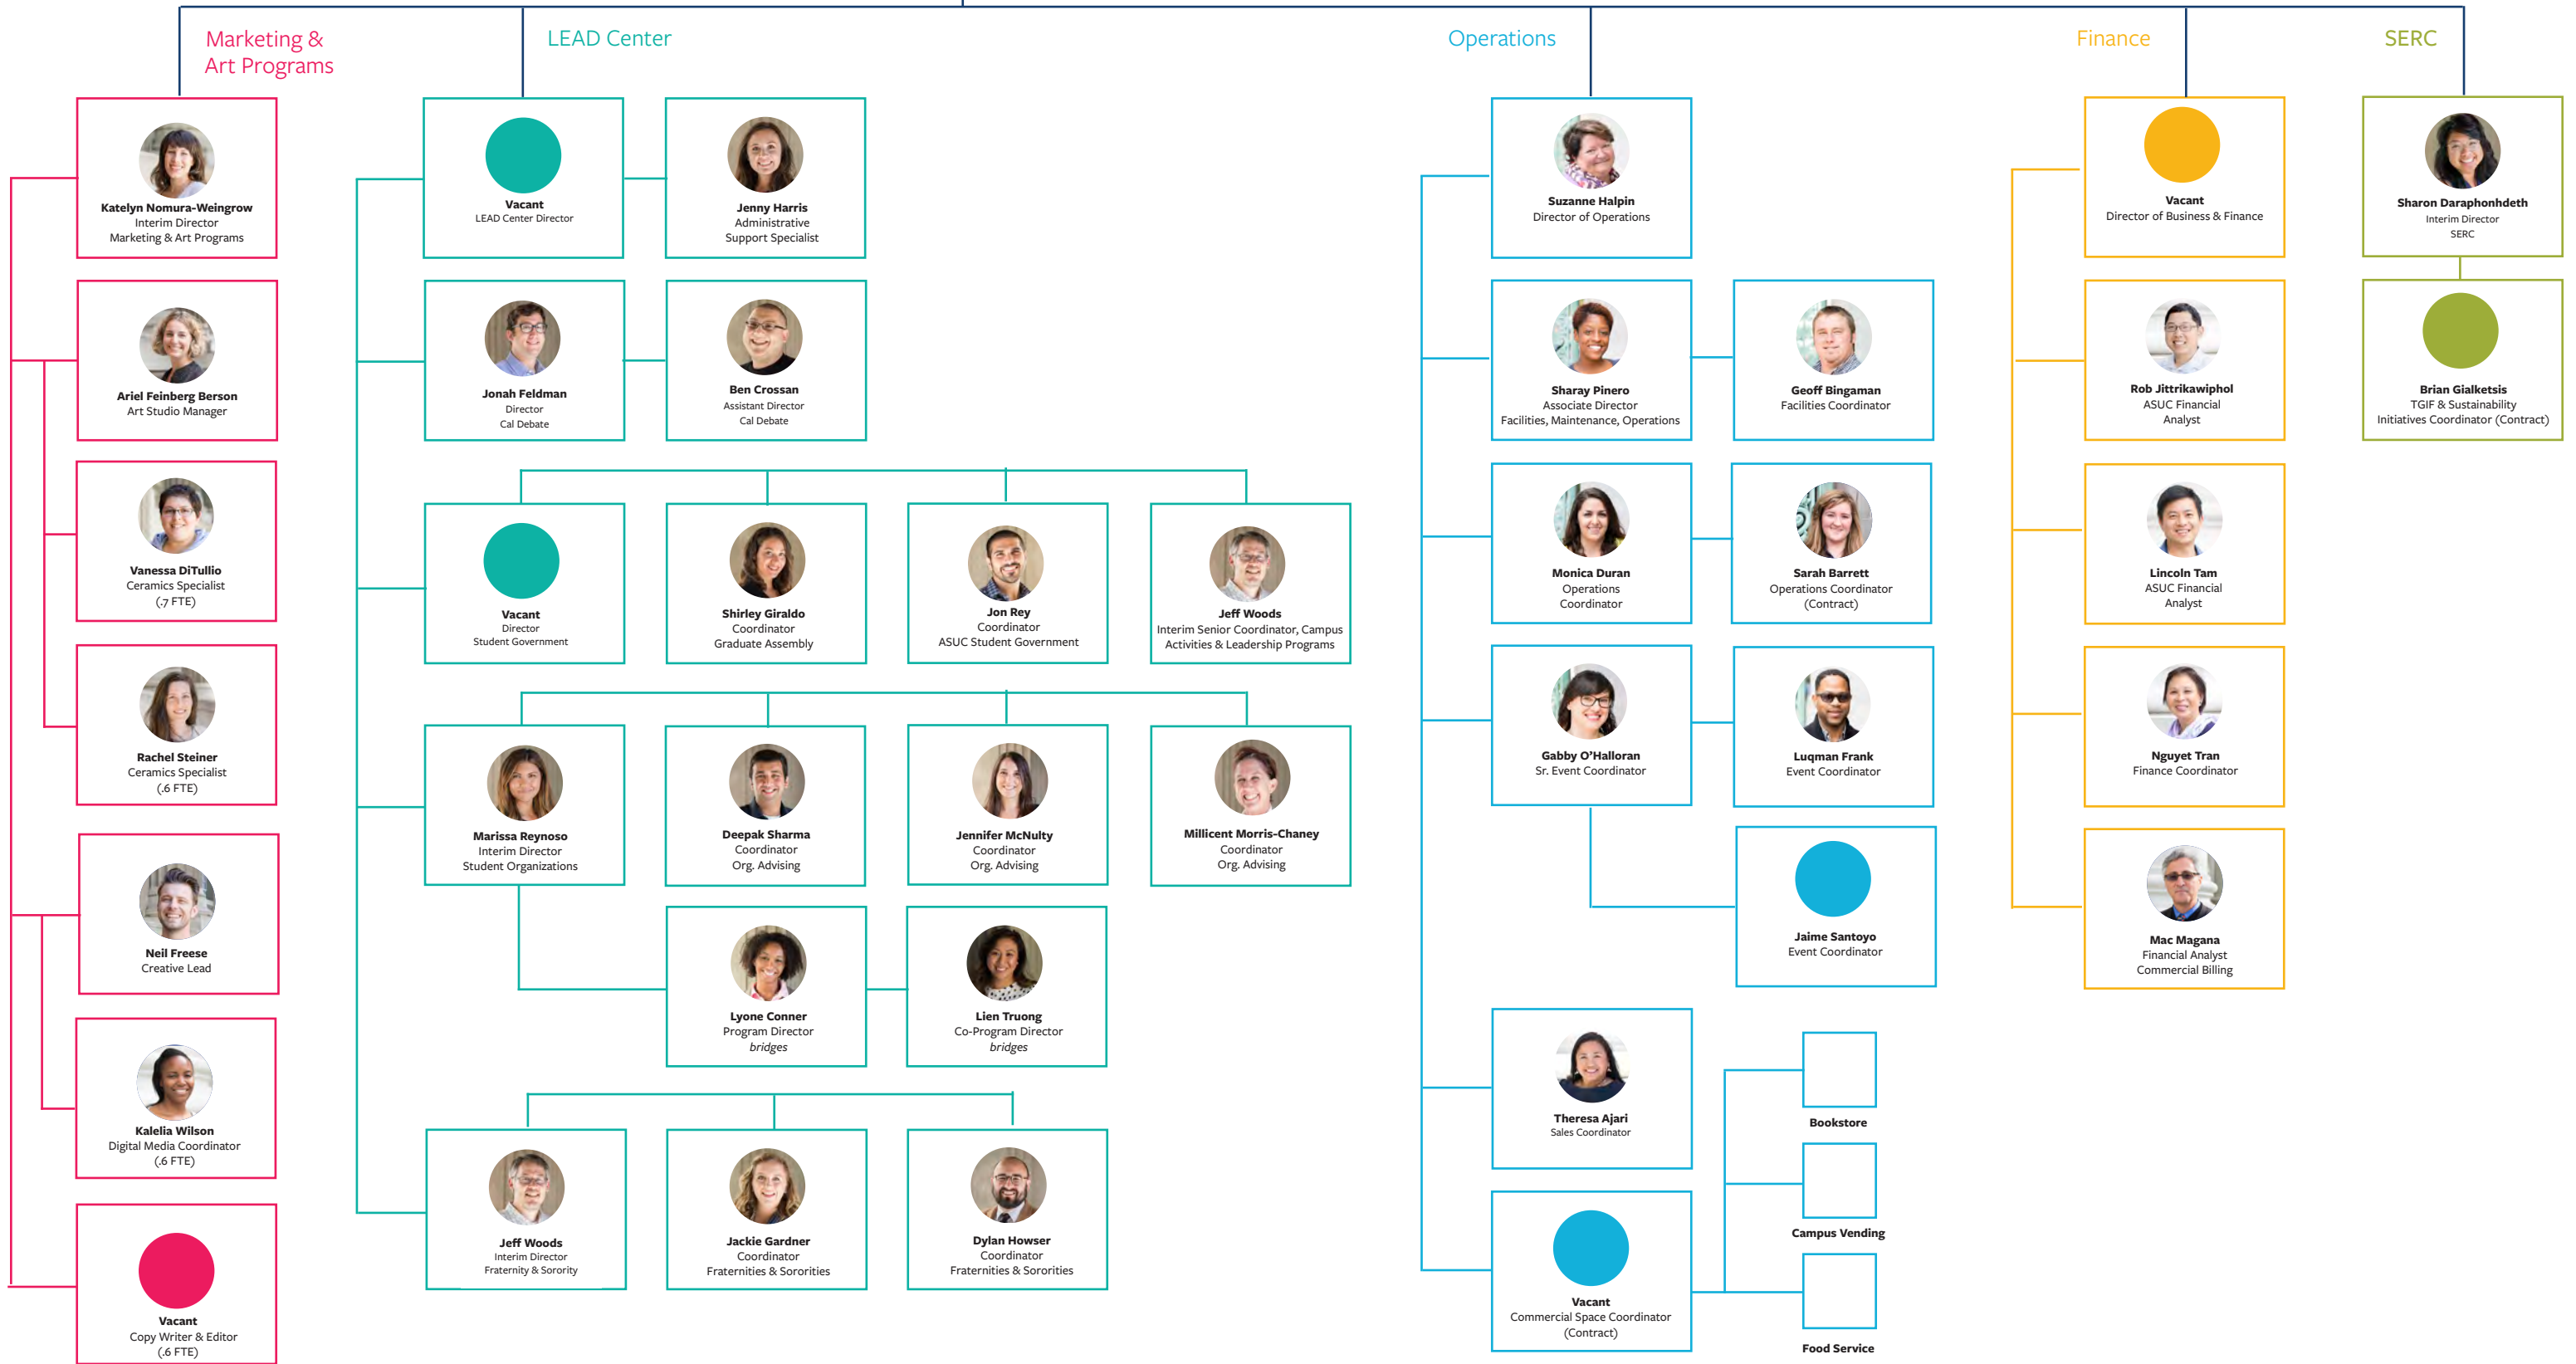 Marketing &
Art Programs
Katelyn Nomura-Weingrow
Interim Director
Marketing & Art Programs
Ariel Feinberg Berson
Art Studio Manager
Vanessa DiTullio
Ceramics Specialist
(.7 FTE)
Rachel Steiner
Ceramics Specialist
(.6 FTE)
Neil Freese
Creative Lead
Kalelia Wilson
Digital Media Coordinator
(.6 FTE)
Vacant
Copy Writer & Editor
(.6 FTE)
LEAD Center
Vacant
LEAD Center Director
Jenny Harris
Administrative
Support Specialist
Jonah Feldman
Director
Cal Debate
Ben Crossan
Assistant Director
Cal Debate
Vacant
Director
Student Government
Shirley Giraldo
Coordinator
Graduate Assembly
Jon Rey
Coordinator
ASUC Student Government
Jeff Woods
Interim Senior Coordinator, Campus
Activities & Leadership Programs
Marissa Reynoso
Interim Director
Student Organizations
Deepak Sharma
Coordinator
Org. Advising
Jennifer McNulty
Coordinator
Org. Advising
Millicent Morris-Chaney
Coordinator
Org. Advising
Lyone Conner
Program Director
bridges
Lien Truong
Co-Program Director
bridges
Jeff Woods
Interim Director
Fraternity & Sorority
Jackie Gardner
Coordinator
Fraternities & Sororities
Dylan Howser
Coordinator
Fraternities & Sororities
Operations
Suzanne Halpin
Director of Operations
Sharay Pinero
Associate Director
Facilities, Maintenance, Operations
Geoff Bingaman
Facilities Coordinator
Monica Duran
Operations
Coordinator
Sarah Barrett
Operations Coordinator
(Contract)
Gabby O’Halloran
Sr. Event Coordinator
Luqman Frank
Event Coordinator
Jaime Santoyo
Event Coordinator
Theresa Ajari
Sales Coordinator
Vacant
Commercial Space Coordinator
(Contract)
Bookstore
Campus Vending
Food Service
Finance
Vacant
Director of Business & Finance
Rob Jittrikawiphol
ASUC Financial
Analyst
Lincoln Tam
ASUC Financial
Analyst
Nguyet Tran
Finance Coordinator
Mac Magana
Financial Analyst
Commercial Billing
SERC
Sharon Daraphonhdeth
Interim Director
SERC
Brian Gialketsis
TGIF & Sustainability
Initiatives Coordinator (Contract)